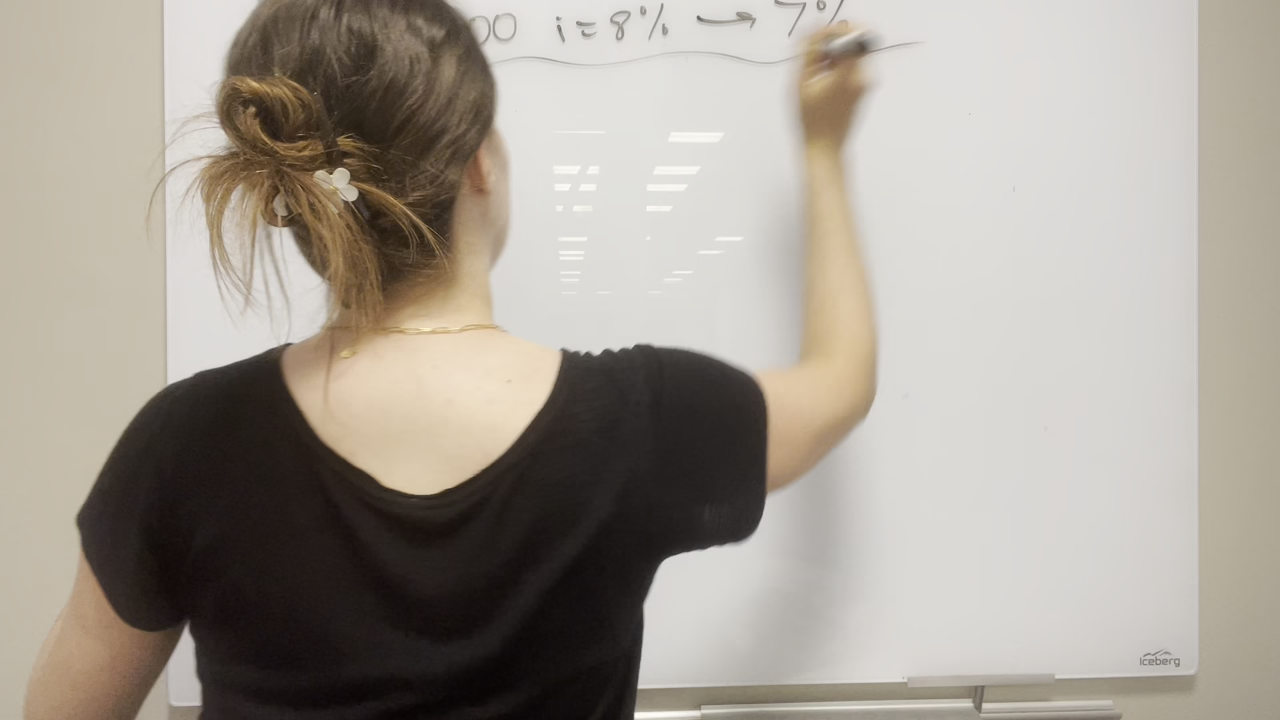 00 i=8% → 7%
Iceberg